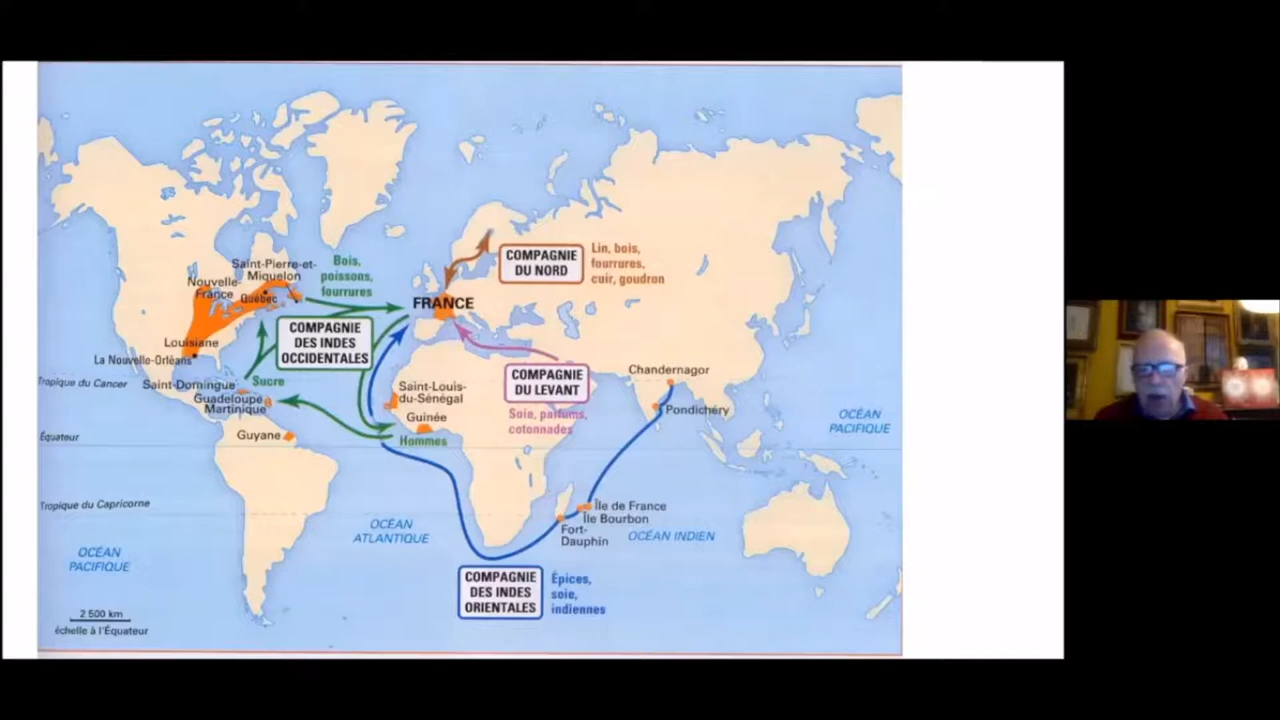 Saint-Pierre-et-
Miquelon
Nouvelle-
France
Québec
Bois,
poissons,
fourrures
COMPAGNIE
DU NORD
Lin, bois,
fourrures,
cuir, goudron
FRANCE
COMPAGNIE
DES INDES
OCCIDENTALES
Louisiane
La Nouvelle-Orléans
Tropique du Cancer
Saint-Domingue
Sucre
Guadeloupe
Martinique
COMPAGNIE
DU LEVANT
Soie, parfums,
cotonnades
Saint-Louis-
du-Sénégal
Guinée
Hommes
Chandernagor
Pondichéry
OCÉAN
PACIFIQUE
Équateur
Guyane
Tropique du Capricorne
OCÉAN
ATLANTIQUE
Île de France
Île Bourbon
Fort-
Dauphin
OCÉAN INDIEN
OCÉAN
PACIFIQUE
COMPAGNIE
DES INDES
ORIENTALES
Épices,
soie,
indiennes
2 500 km
échelle à l'Équateur